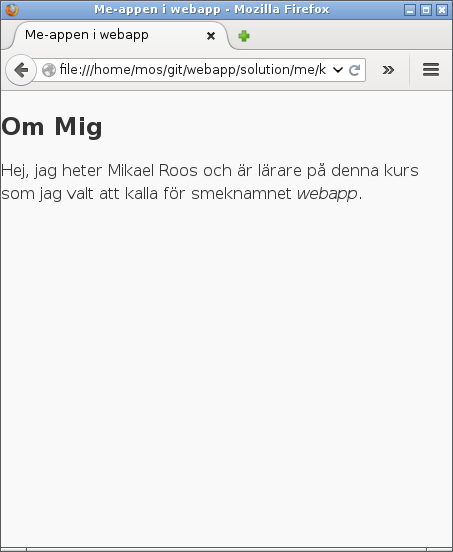 Me-appen i webapp - Mozilla Firefox
Me-appen i webapp
file:///home/mos/git/webapp/solution/me/k
Om Mig
Hej, jag heter Mikael Roos och är lärare på denna kurs
som jag valt att kalla för smeknamnet webapp.